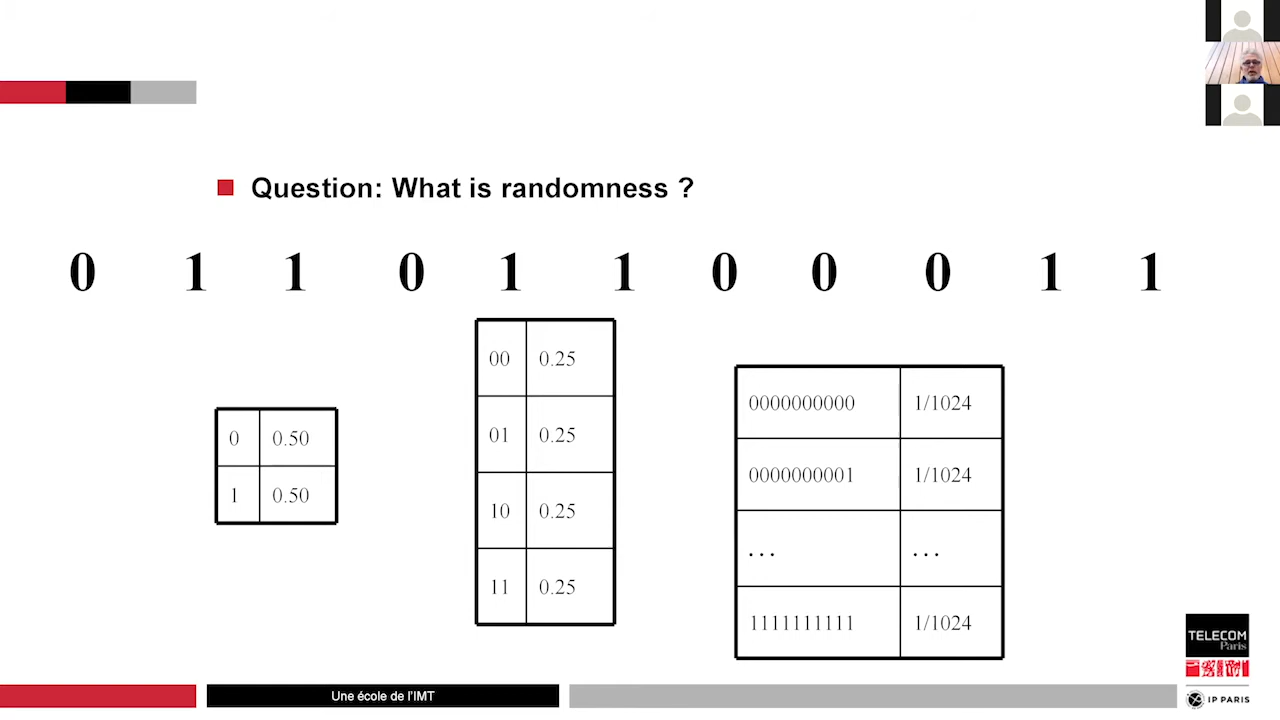 Question: What is randomness ?
0 1 1 0 1 1 0 0 0 1 1
0 0.50
1 0.50
00 0.25
01 0.25
10 0.25
11 0.25
0000000000 1/1024
0000000001 1/1024
... ...
1111111111 1/1024
TELECOM
Paris
IP PARIS
Une école de l'IMT